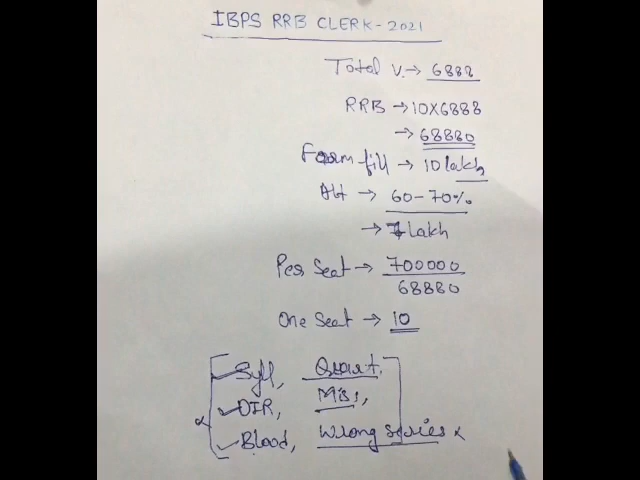 IBPS RRB CLERK - 2021
Total V. → 6888
RRB → 10X6888
→ 68880
Form fill → 10 lakh
Att → 60-70%
→ 7 lakh
Per Seat → 700000
68880
One Seat → 10
Syll, Quant.
DIR, Mis,
Blood, Wrong series